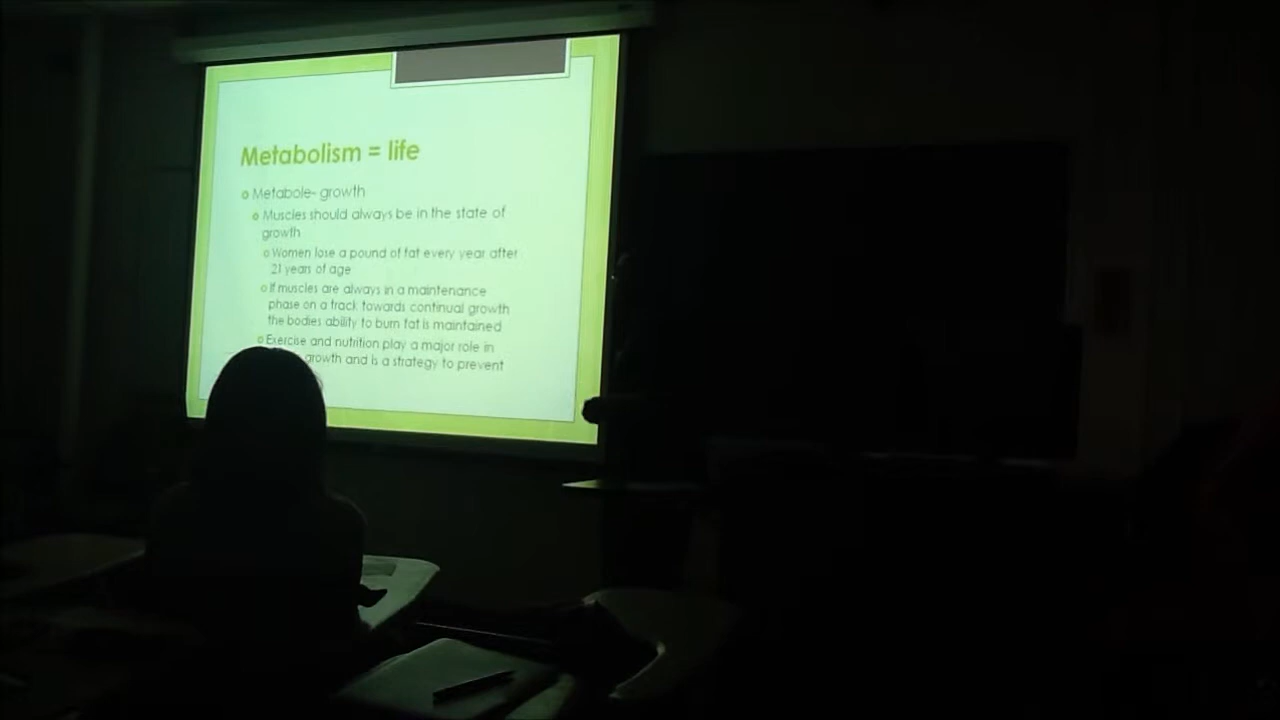 Metabolism = life
Metabole- growth
Muscles should always be in the state of
growth
Women lose a pound of fat every year after
21 years of age
If muscles are always in a maintenance
phase on a track towards continual growth
the bodies ability to burn fat is maintained
Exercise and nutrition play a major role in
growth and is a strategy to prevent